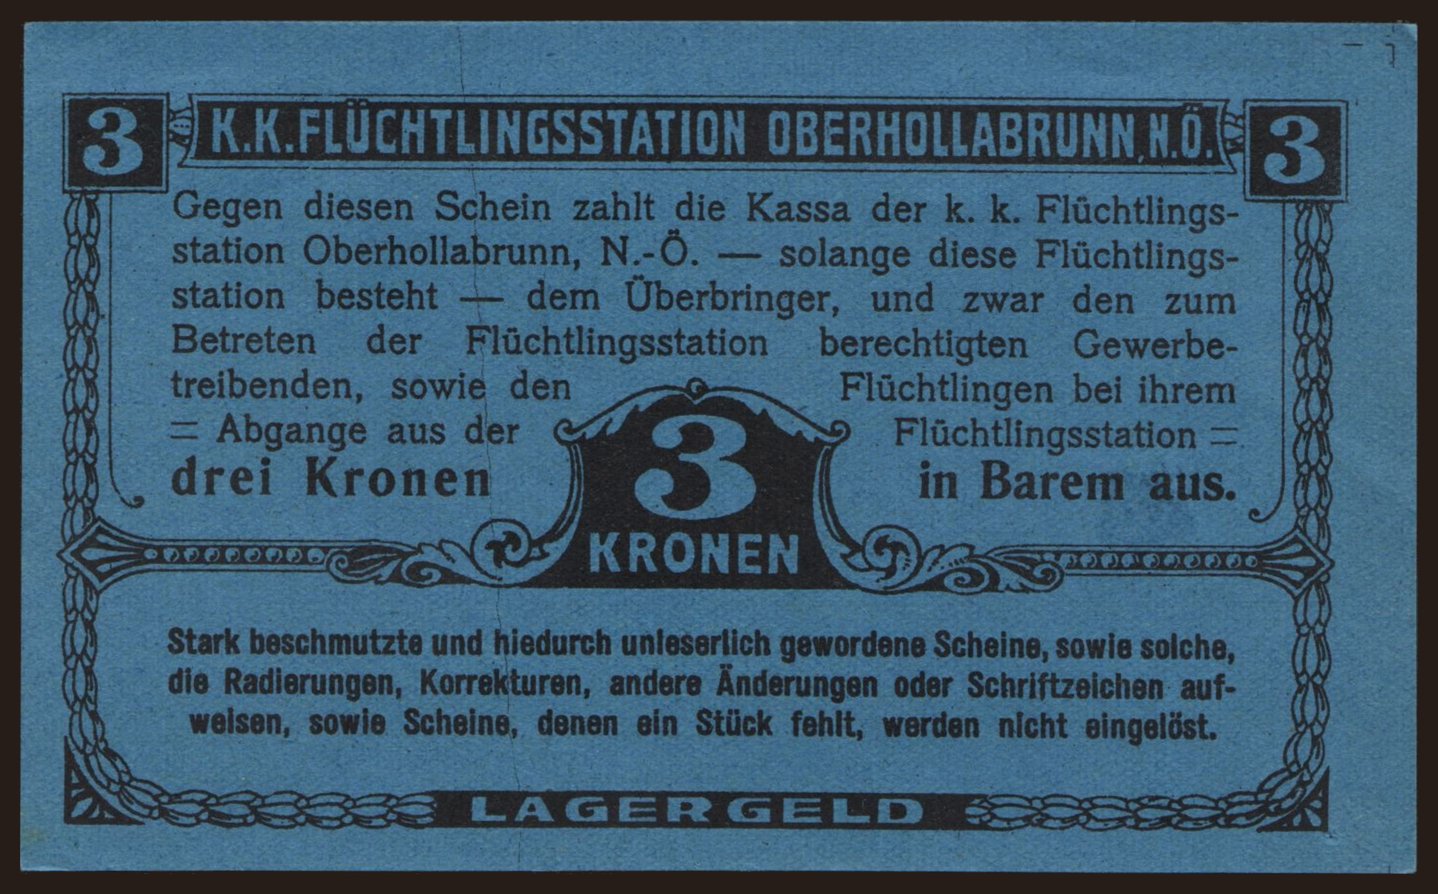 3 K.K. FLÜCHTLINGSSTATION OBERHOLLABRUNN, N.Ö. 3
Gegen diesen Schein zahlt die Kassa der k. k. Flüchtlings-
station Oberhollabrunn, N.-Ö. — solange diese Flüchtlings-
station besteht — dem Überbringer, und zwar den zum
Betreten der Flüchtlingsstation berechtigten Gewerbe-
treibenden, sowie den Flüchtlingen bei ihrem
= Abgange aus der Flüchtlingsstation =
drei Kronen in Barem aus.
3
KRONEN
Stark beschmutzte und hiedurch unleserlich gewordene Scheine, sowie solche,
die Radierungen, Korrekturen, andere Änderungen oder Schriftzeichen auf-
weisen, sowie Scheine, denen ein Stück fehlt, werden nicht eingelöst.
LAGERGELD